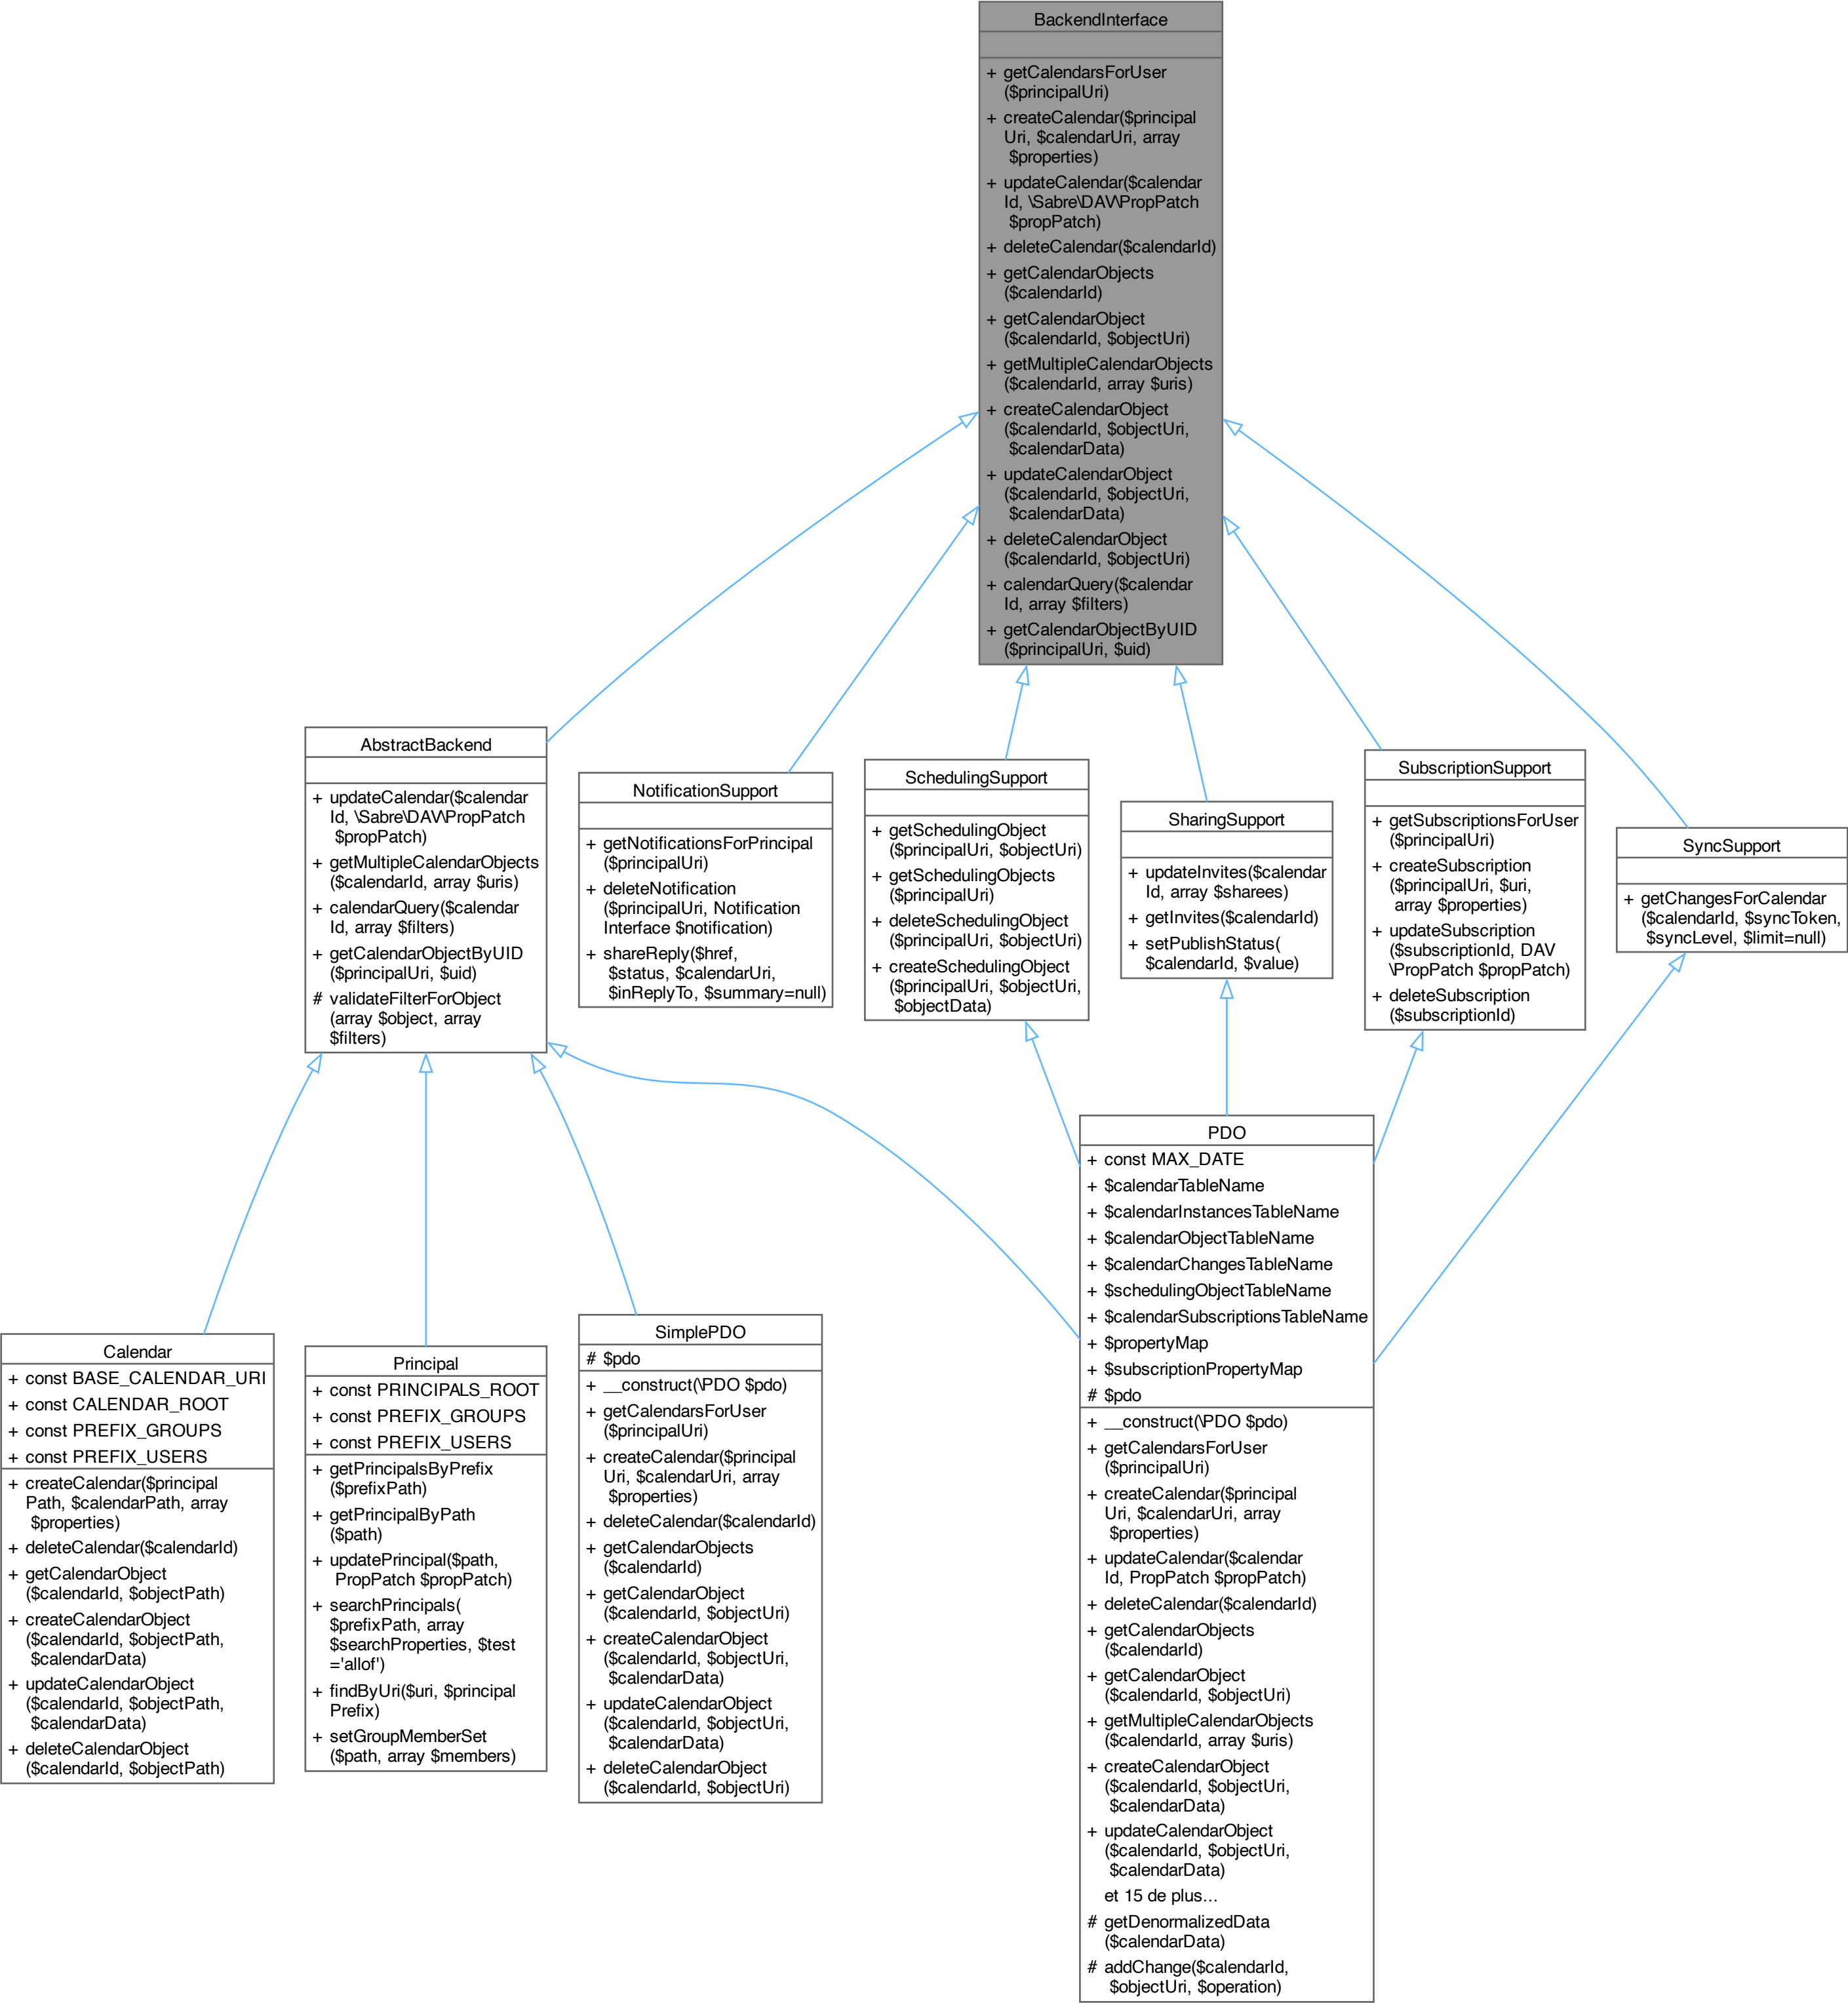 BackendInterface
+ getCalendarsForUser
($principalUri)
+ createCalendar($principal
Uri, $calendarUri, array
$properties)
+ updateCalendar($calendar
Id, \Sabre\DAV\PropPatch
$propPatch)
+ deleteCalendar($calendarId)
+ getCalendarObjects
($calendarId)
+ getCalendarObject
($calendarId, $objectUri)
+ getMultipleCalendarObjects
($calendarId, array $uris)
+ createCalendarObject
($calendarId, $objectUri,
$calendarData)
+ updateCalendarObject
($calendarId, $objectUri,
$calendarData)
+ deleteCalendarObject
($calendarId, $objectUri)
+ calendarQuery($calendar
Id, array $filters)
+ getCalendarObjectByUID
($principalUri, $uid)
AbstractBackend
+ updateCalendar($calendar
Id, \Sabre\DAV\PropPatch
$propPatch)
+ getMultipleCalendarObjects
($calendarId, array $uris)
+ calendarQuery($calendar
Id, array $filters)
+ getCalendarObjectByUID
($principalUri, $uid)
# validateFilterForObject
(array $object, array
$filters)
NotificationSupport
+ getNotificationsForPrincipal
($principalUri)
+ deleteNotification
($principalUri, Notification
Interface $notification)
+ shareReply($href,
$status, $calendarUri,
$inReplyTo, $summary=null)
SchedulingSupport
+ getSchedulingObject
($principalUri, $objectUri)
+ getSchedulingObjects
($principalUri)
+ deleteSchedulingObject
($principalUri, $objectUri)
+ createSchedulingObject
($principalUri, $objectUri,
$objectData)
SharingSupport
+ updateInvites($calendar
Id, array $sharees)
+ getInvites($calendarId)
+ setPublishStatus(
$calendarId, $value)
SubscriptionSupport
+ getSubscriptionsForUser
($principalUri)
+ createSubscription
($principalUri, $uri,
array $properties)
+ updateSubscription
($subscriptionId, DAV
\PropPatch $propPatch)
+ deleteSubscription
($subscriptionId)
SyncSupport
+ getChangesForCalendar
($calendarId, $syncToken,
$syncLevel, $limit=null)
Calendar
+ const BASE_CALENDAR_URI
+ const CALENDAR_ROOT
+ const PREFIX_GROUPS
+ const PREFIX_USERS
+ createCalendar($principal
Path, $calendarPath, array
$properties)
+ deleteCalendar($calendarId)
+ getCalendarObject
($calendarId, $objectPath)
+ createCalendarObject
($calendarId, $objectPath,
$calendarData)
+ updateCalendarObject
($calendarId, $objectPath,
$calendarData)
+ deleteCalendarObject
($calendarId, $objectPath)
Principal
+ const PRINCIPALS_ROOT
+ const PREFIX_GROUPS
+ const PREFIX_USERS
+ getPrincipalsByPrefix
($prefixPath)
+ getPrincipalByPath
($path)
+ updatePrincipal($path,
PropPatch $propPatch)
+ searchPrincipals(
$prefixPath, array
$searchProperties, $test
='allof')
+ findByUri($uri, $principal
Prefix)
+ setGroupMemberSet
($path, array $members)
SimplePDO
# $pdo
+ __construct(\PDO $pdo)
+ getCalendarsForUser
($principalUri)
+ createCalendar($principal
Uri, $calendarUri, array
$properties)
+ deleteCalendar($calendarId)
+ getCalendarObjects
($calendarId)
+ getCalendarObject
($calendarId, $objectUri)
+ createCalendarObject
($calendarId, $objectUri,
$calendarData)
+ updateCalendarObject
($calendarId, $objectUri,
$calendarData)
+ deleteCalendarObject
($calendarId, $objectUri)
PDO
+ const MAX_DATE
+ $calendarTableName
+ $calendarInstancesTableName
+ $calendarObjectTableName
+ $calendarChangesTableName
+ $schedulingObjectTableName
+ $calendarSubscriptionsTableName
+ $propertyMap
+ $subscriptionPropertyMap
# $pdo
+ __construct(\PDO $pdo)
+ getCalendarsForUser
($principalUri)
+ createCalendar($principal
Uri, $calendarUri, array
$properties)
+ updateCalendar($calendar
Id, PropPatch $propPatch)
+ deleteCalendar($calendarId)
+ getCalendarObjects
($calendarId)
+ getCalendarObject
($calendarId, $objectUri)
+ getMultipleCalendarObjects
($calendarId, array $uris)
+ createCalendarObject
($calendarId, $objectUri,
$calendarData)
+ updateCalendarObject
($calendarId, $objectUri,
$calendarData)
et 15 de plus...
# getDenormalizedData
($calendarData)
# addChange($calendarId,
$objectUri, $operation)